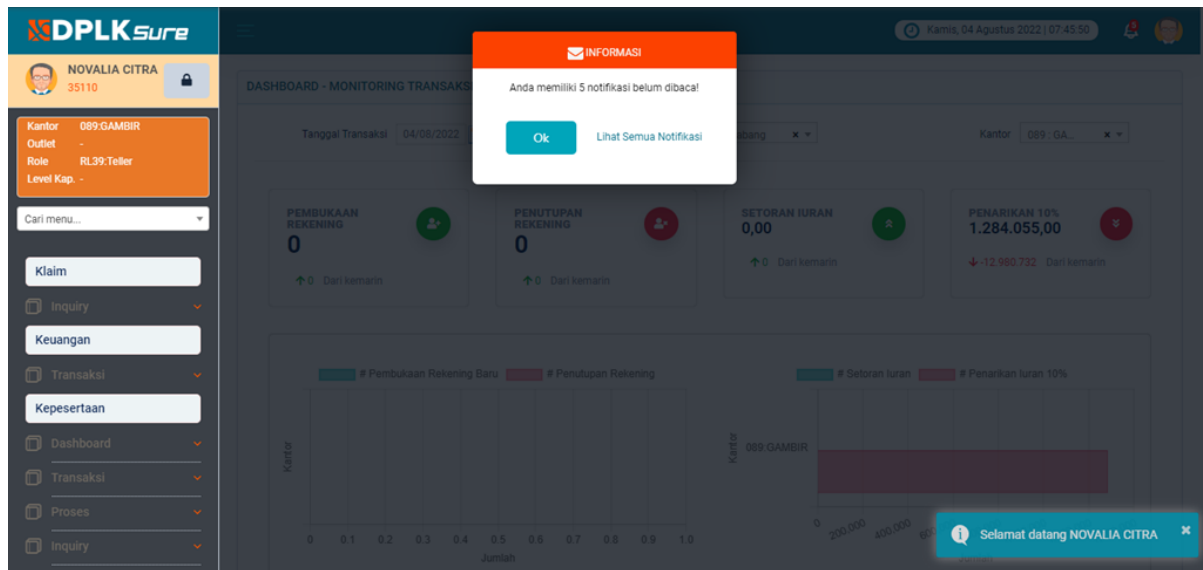 DPLKsure
NOVALIA CITRA
35110
Kantor 089:GAMBIR
Outlet -
Role RL39:Teller
Level Kap. -
Cari menu...
Klaim
Inquiry
Keuangan
Transaksi
Kepesertaan
Dashboard
Transaksi
Proses
Inquiry
Kamis, 04 Agustus 2022 | 07:45:50
INFORMASI
Anda memiliki 5 notifikasi belum dibaca!
Ok Lihat Semua Notifikasi
DASHBOARD - MONITORING TRANSAKS
Tanggal Transaksi 04/08/2022 abang × Kantor 089 : GA... ×
PEMBUKAAN REKENING
0
0 Dari kemarin
PENUTUPAN REKENING
0
0 Dari kemarin
SETORAN IURAN
0,00
0 Dari kemarin
PENARIKAN 10%
1.284.055,00
-12.980.732 Dari kemarin
# Pembukaan Rekening Baru # Penutupan Rekening
Kantor
0 0.1 0.2 0.3 0.4 0.5 0.6 0.7 0.8 0.9 1.0
Jumlah
# Setoran Iuran # Penarikan Iuran 10%
Kantor
089:GAMBIR
0 200,000 400,000
Selamat datang NOVALIA CITRA ×